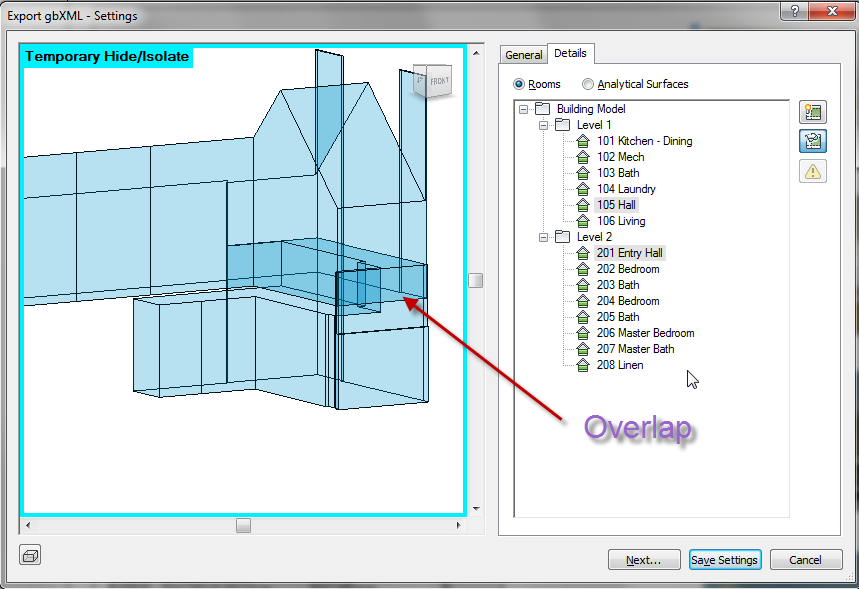 Export gbXML - Settings
Temporary Hide/Isolate
FRONT
General
Details
Rooms
Analytical Surfaces
Building Model
Level 1
101 Kitchen - Dining
102 Mech
103 Bath
104 Laundry
105 Hall
106 Living
Level 2
201 Entry Hall
202 Bedroom
203 Bath
204 Bedroom
205 Bath
206 Master Bedroom
207 Master Bath
208 Linen
Overlap
Next...
Save Settings
Cancel